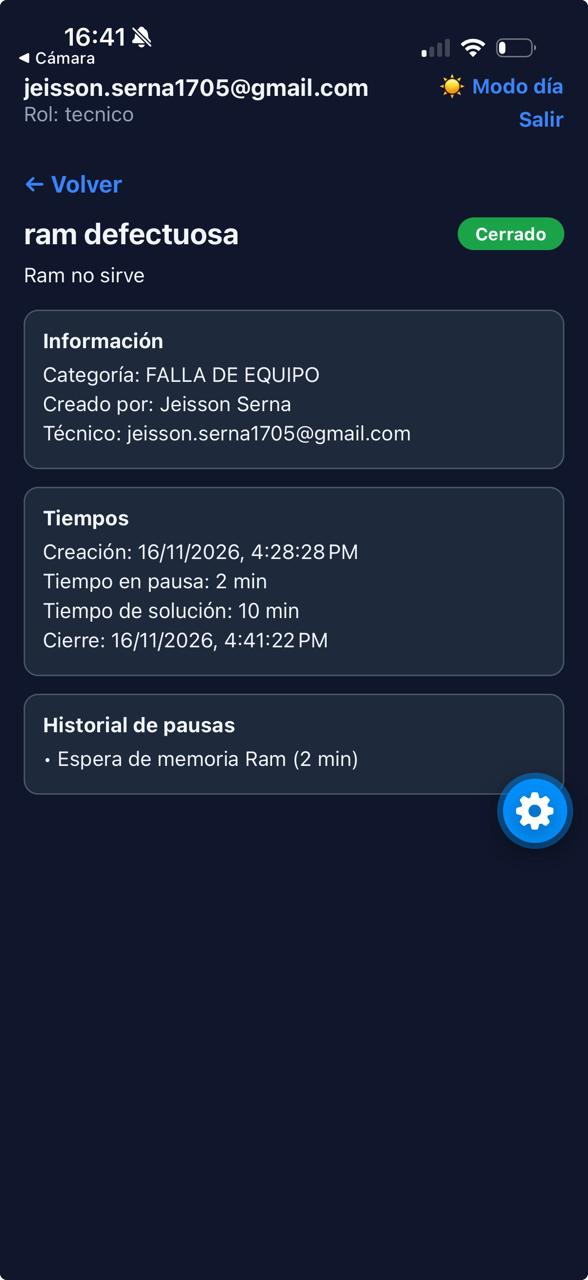 16:41
◀ Cámara
jeisson.serna1705@gmail.com
☀️ Modo día
Rol: tecnico
Salir
← Volver
ram defectuosa
Cerrado
Ram no sirve
Información
Categoría: FALLA DE EQUIPO
Creado por: Jeisson Serna
Técnico: jeisson.serna1705@gmail.com
Tiempos
Creación: 16/11/2026, 4:28:28 PM
Tiempo en pausa: 2 min
Tiempo de solución: 10 min
Cierre: 16/11/2026, 4:41:22 PM
Historial de pausas
• Espera de memoria Ram (2 min)